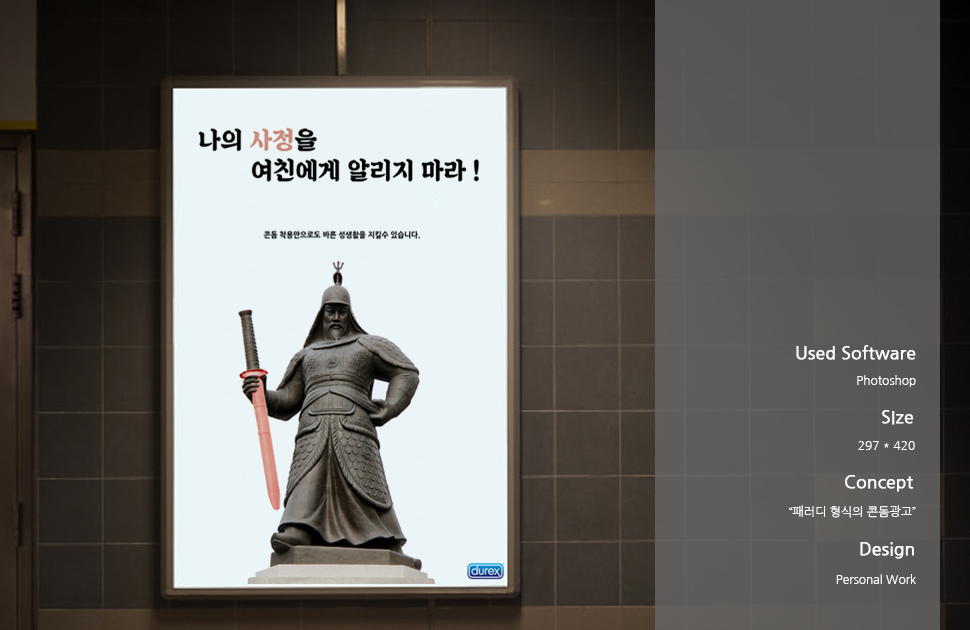 나의 사정을
여친에게 알리지 마라 !
콘돔 착용만으로도 바른 성생활을 지킬수 있습니다.
durex
Used Software
Photoshop
Size
297 * 420
Concept
“패러디 형식의 콘돔광고”
Design
Personal Work